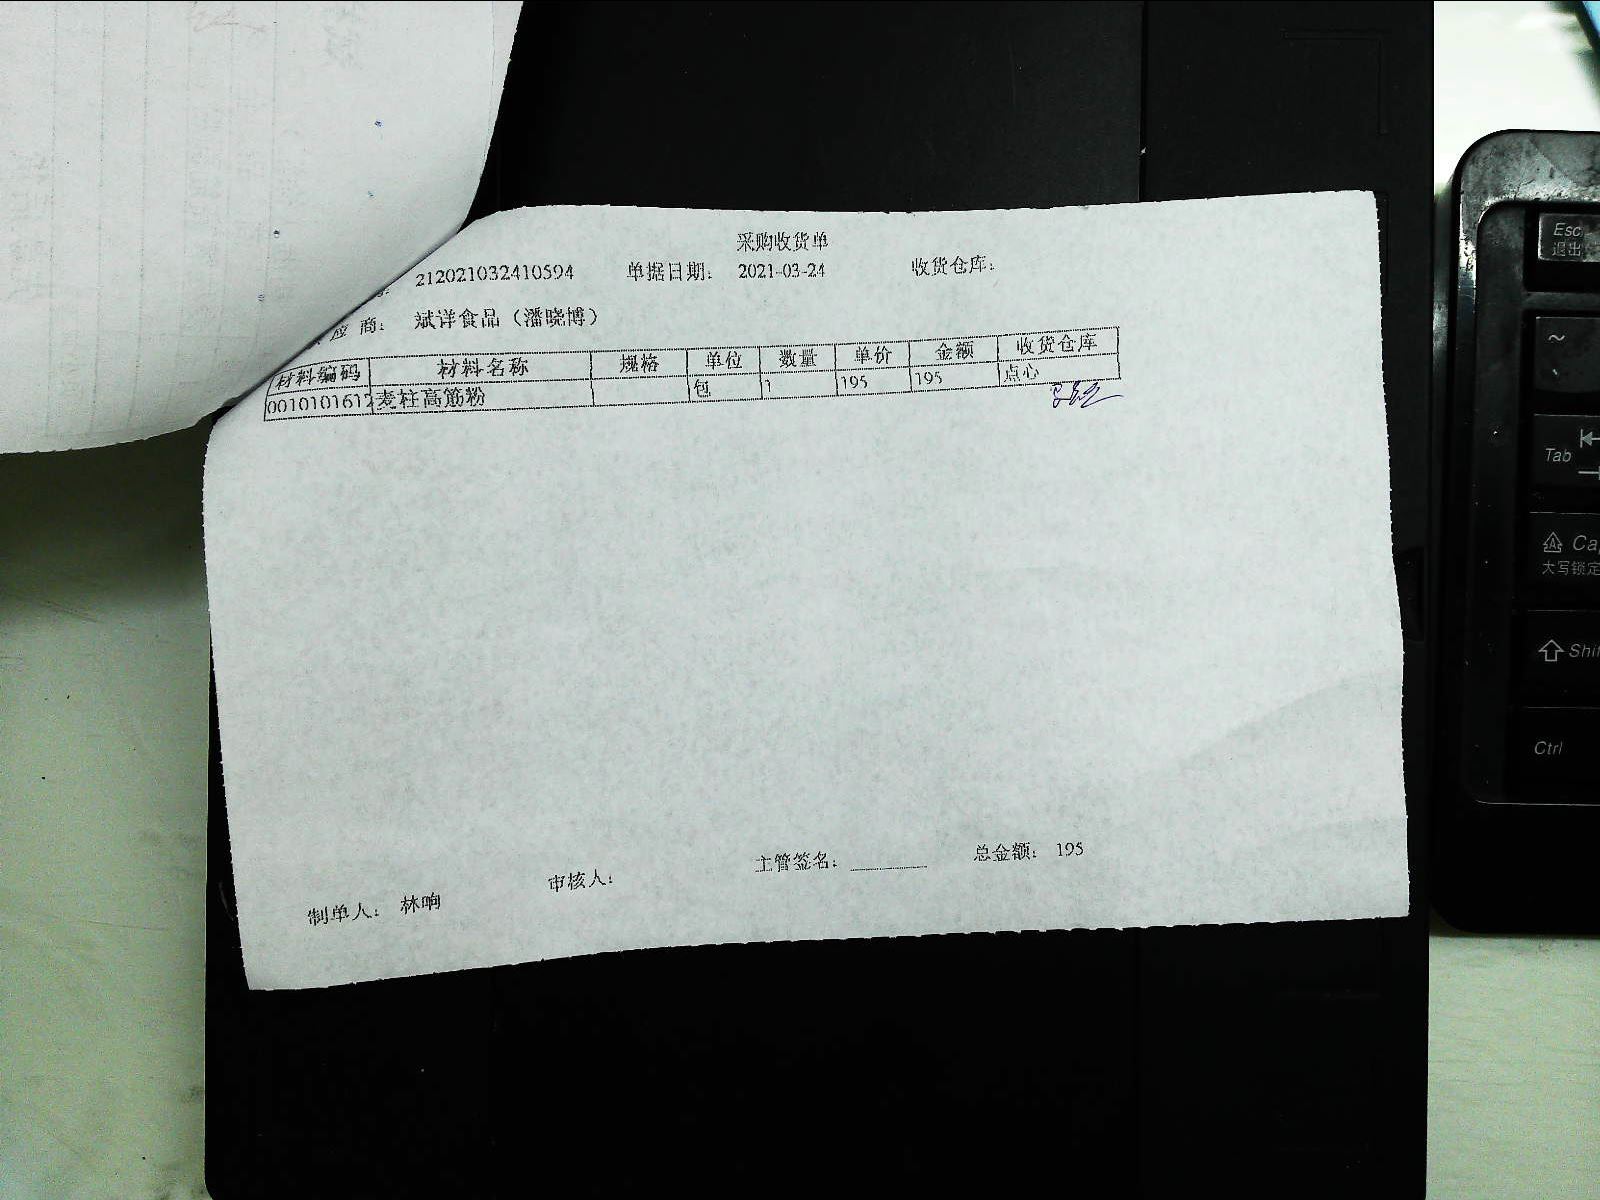 采购收货单
212021032410594 单据日期: 2021-03-24 收货仓库:
应 商: 斌详食品（潘晓博）
材料编码 材料名称 规格 单位 数量 单价 金额 收货仓库
0010101612 麦柱高筋粉 包 1 195 195 点心
制单人: 林响 审核人: 主管签名: 总金额: 195
Esc
退出
~
Tab
大写锁定
Ctrl